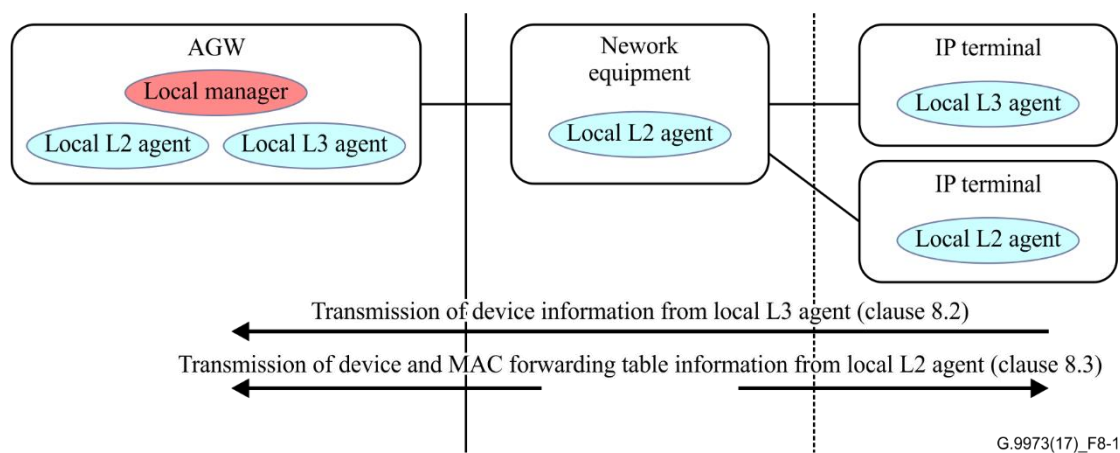 AGW
Local manager
Local L2 agent
Local L3 agent
Nework
equipment
Local L2 agent
IP terminal
Local L3 agent
IP terminal
Local L2 agent
Transmission of device information from local L3 agent (clause 8.2)
Transmission of device and MAC forwarding table information from local L2 agent (clause 8.3)
G.9973(17)_F8-1